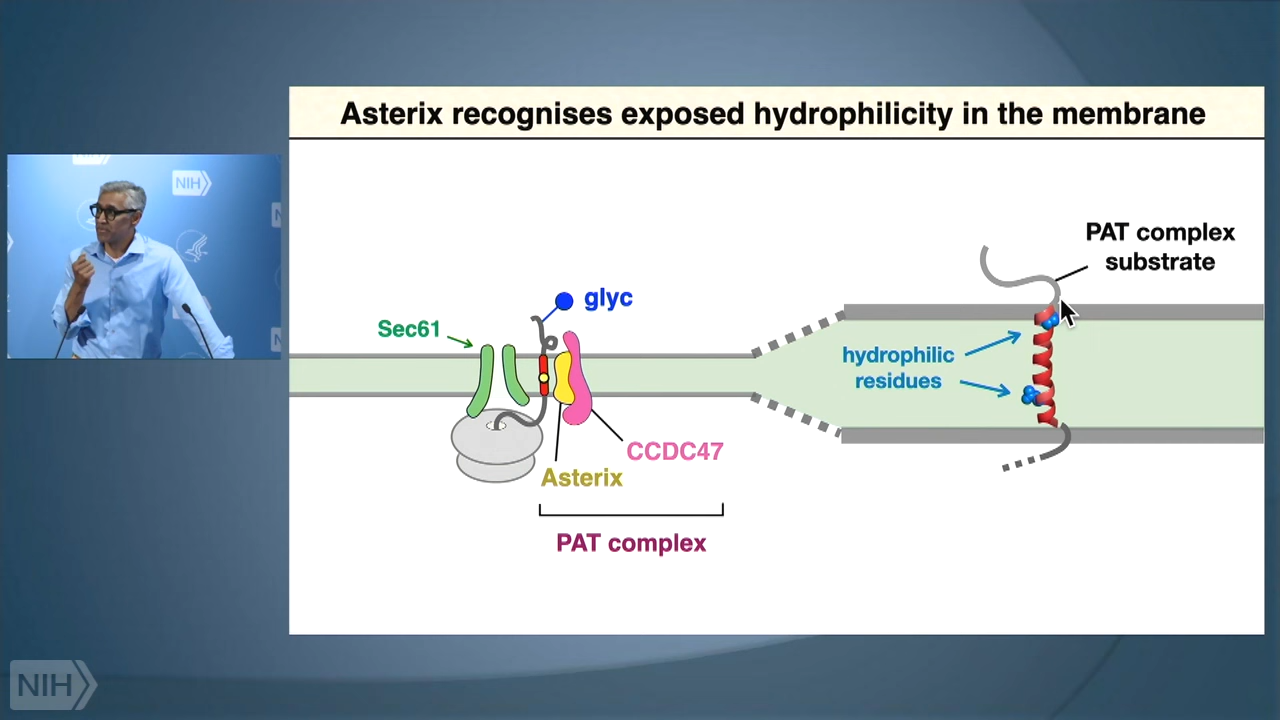 Asterix recognises exposed hydrophilicity in the membrane
NIH
N
N
PAT complex
substrate
glyc
Sec61
hydrophilic
residues
CCDC47
Asterix
PAT complex
NIH